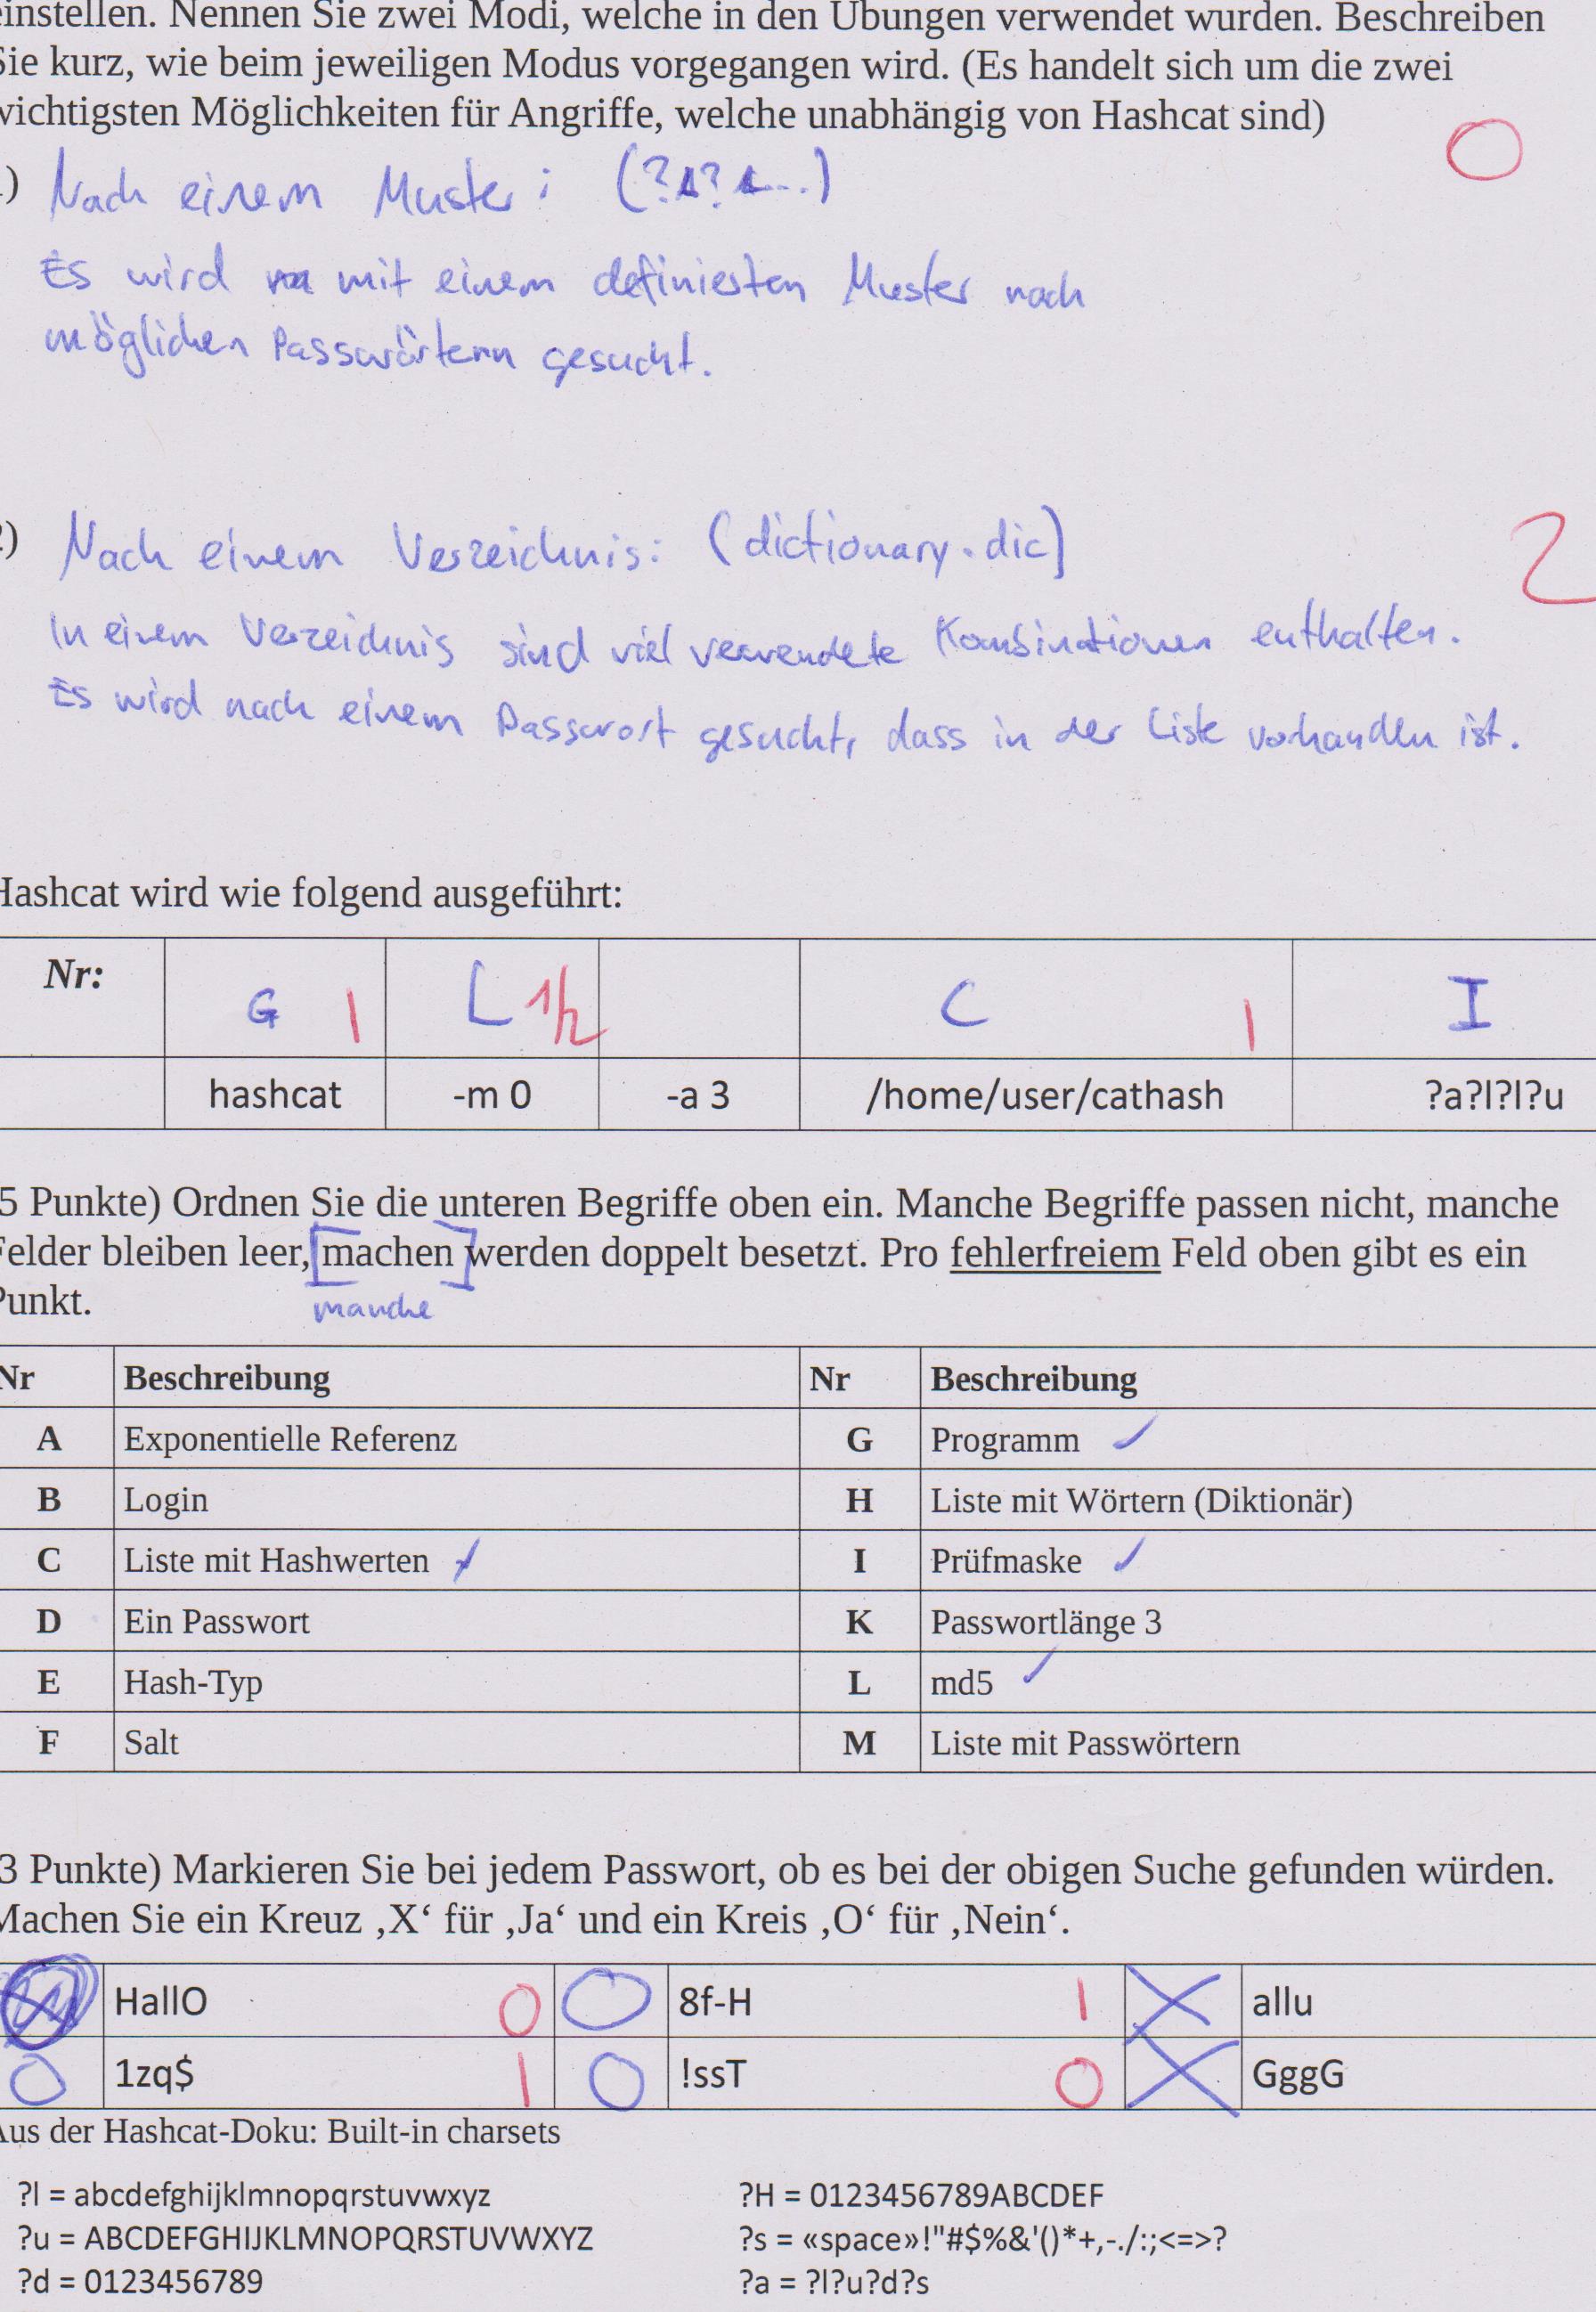 einstellen. Nennen Sie zwei Modi, welche in den Übungen verwendet wurden. Beschreiben
Sie kurz, wie beim jeweiligen Modus vorgegangen wird. (Es handelt sich um die zwei
wichtigsten Möglichkeiten für Angriffe, welche unabhängig von Hashcat sind)
0
) Nach einem Muster:
Es wird mit einem definierten Muster nach
möglichen Passwörtern gesucht.
2) Nach einem Verzeichnis: (dictionary.dic)
2
In einem Verzeichnis sind viel verwendete Kombinationen enthalten.
Es wird nach einem Passwort gesucht, dass in der Liste vorhanden ist.
Hashcat wird wie folgend ausgeführt:
Nr: G 1 L 1/2 C 1 I
hashcat -m 0 -a 3 /home/user/cathash ?a?l?l?u
5 Punkte) Ordnen Sie die unteren Begriffe oben ein. Manche Begriffe passen nicht, manche
Felder bleiben leer, [machen] werden doppelt besetzt. Pro fehlerfreiem Feld oben gibt es ein
Punkt. manche
Nr Beschreibung Nr Beschreibung
A Exponentielle Referenz G Programm ✓
B Login H Liste mit Wörtern (Diktionär)
C Liste mit Hashwerten ✓ I Prüfmaske ✓
D Ein Passwort K Passwortlänge 3
E Hash-Typ L md5 ✓
F Salt M Liste mit Passwörtern
3 Punkte) Markieren Sie bei jedem Passwort, ob es bei der obigen Suche gefunden würden.
Machen Sie ein Kreuz ‚X‘ für ‚Ja‘ und ein Kreis ‚O‘ für ‚Nein‘.
HallO 0 O 8f-H 1 X allu
O 1zq$ 1 O !ssT 0 X GggG
Aus der Hashcat-Doku: Built-in charsets
?l = abcdefghijklmnopqrstuvwxyz ?H = 0123456789ABCDEF
?u = ABCDEFGHIJKLMNOPQRSTUVWXYZ ?s = «space»!"#$%&'()*+,-./:;<=>?
?d = 0123456789 ?a = ?l?u?d?s